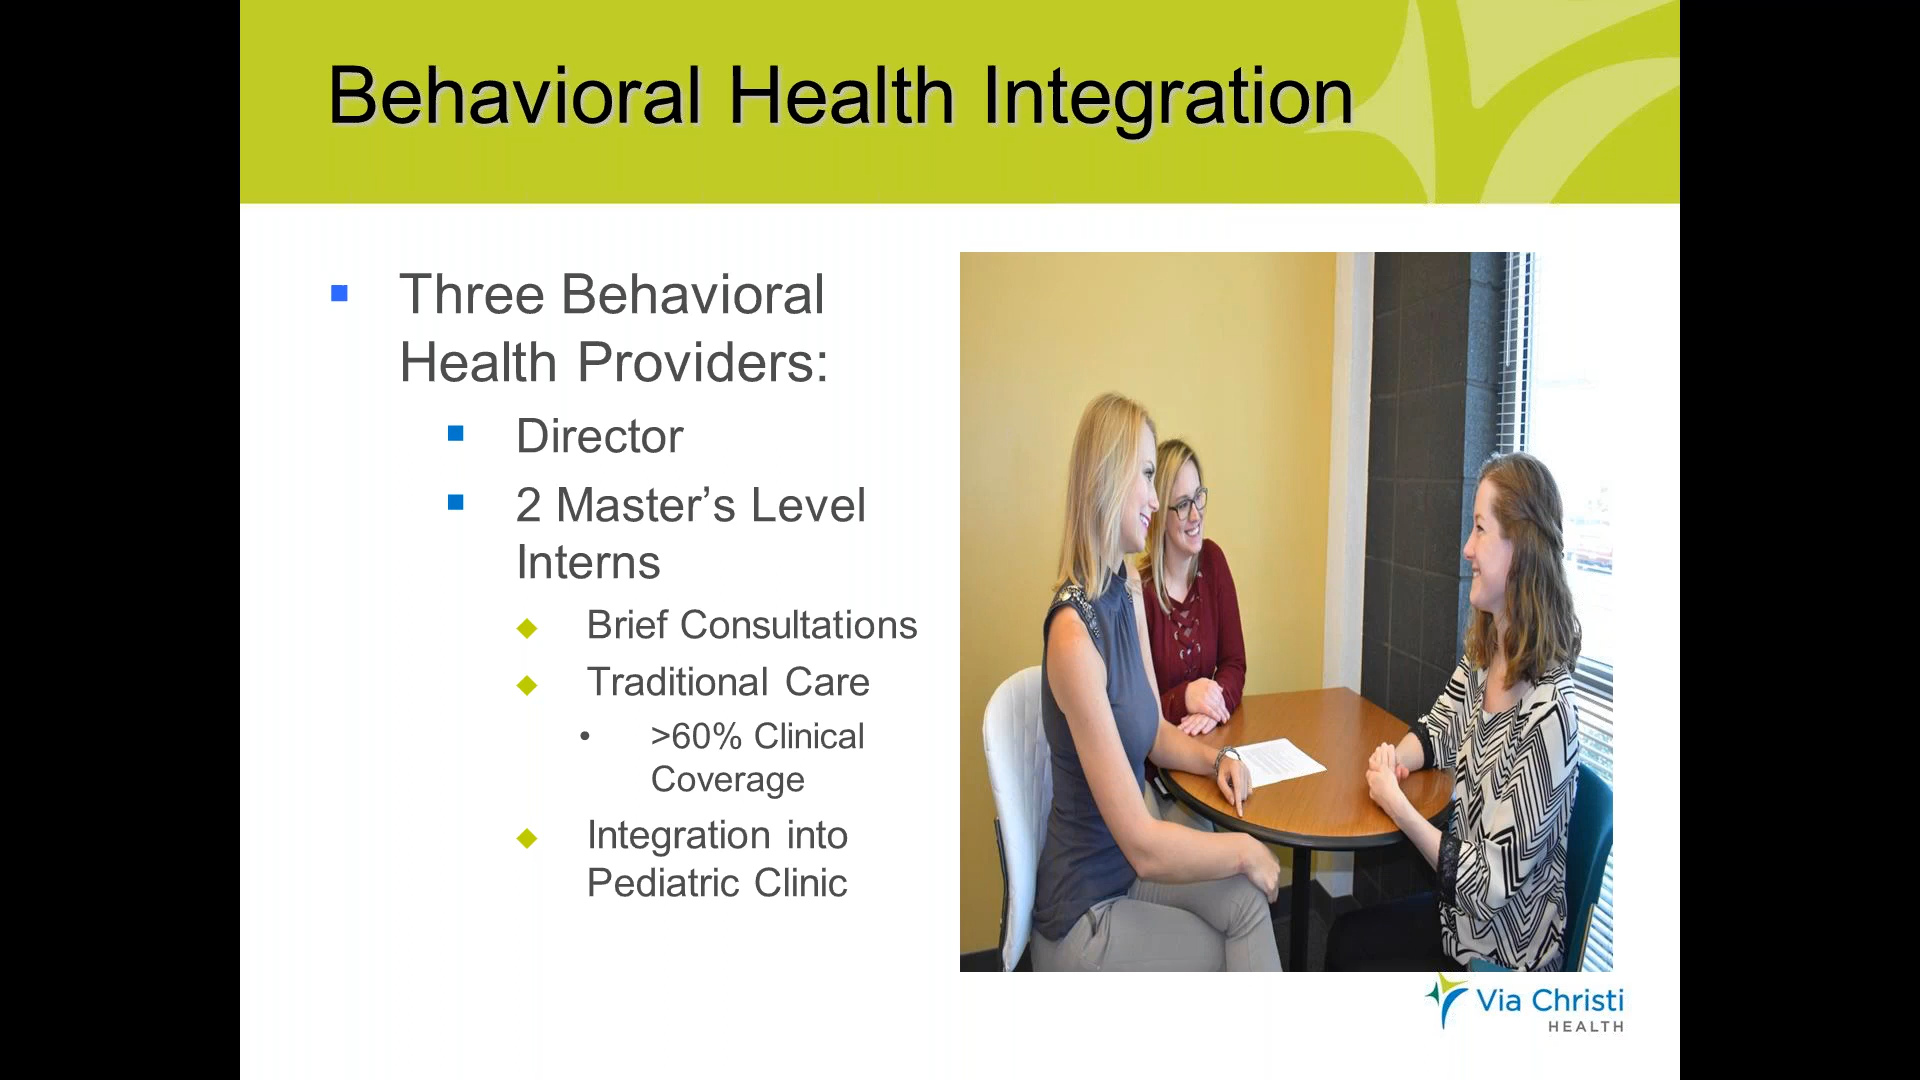 Behavioral Health Integration
Three Behavioral
Health Providers:
Director
2 Master’s Level
Interns
Brief Consultations
Traditional Care
>60% Clinical
Coverage
Integration into
Pediatric Clinic
Via Christi
HEALTH